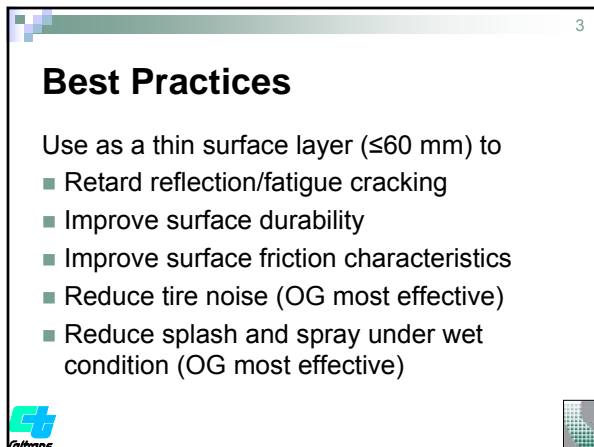 3
Best Practices
Use as a thin surface layer (≤60 mm) to
■ Retard reflection/fatigue cracking
■ Improve surface durability
■ Improve surface friction characteristics
■ Reduce tire noise (OG most effective)
■ Reduce splash and spray under wet
condition (OG most effective)
Caltrans